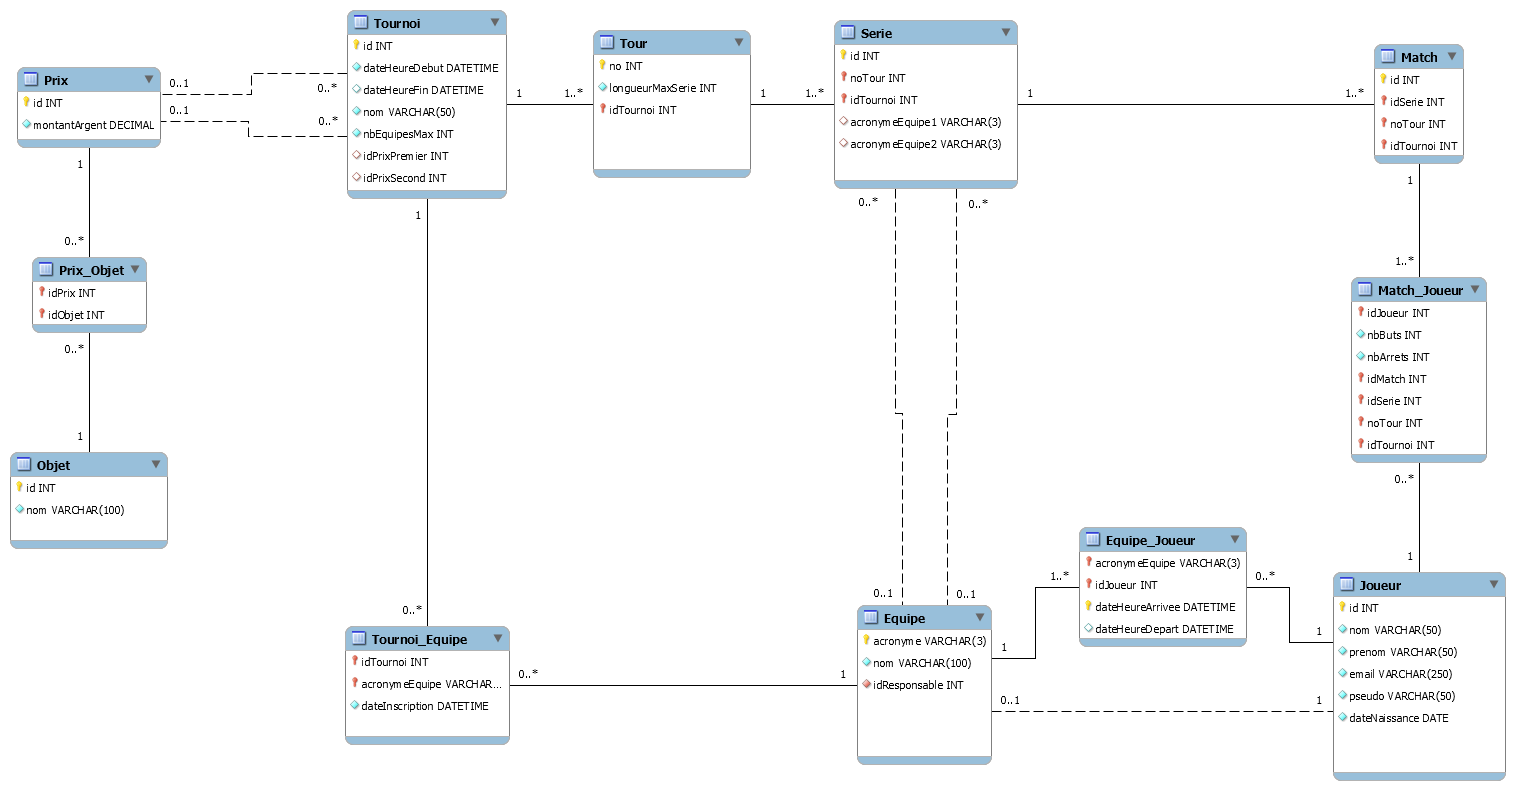 Prix
id INT
montantArgent DECIMAL
0..1
0..1
0..*
0..*
1
0..*
Prix_Objet
idPrix INT
idObjet INT
0..*
1
Objet
id INT
nom VARCHAR(100)
Tournoi
id INT
dateHeureDebut DATETIME
dateHeureFin DATETIME
nom VARCHAR(50)
nbEquipesMax INT
idPrixPremier INT
idPrixSecond INT
1
1..*
1
0..*
Tour
no INT
longueurMaxSerie INT
idTournoi INT
1
1..*
Serie
id INT
noTour INT
idTournoi INT
acronymeEquipe1 VARCHAR(3)
acronymeEquipe2 VARCHAR(3)
1
1..*
0..*
0..*
0..1
0..1
Match
id INT
idSerie INT
noTour INT
idTournoi INT
1
1..*
Match_Joueur
idJoueur INT
nbButs INT
nbArrets INT
idMatch INT
idSerie INT
noTour INT
idTournoi INT
0..*
1
Tournoi_Equipe
idTournoi INT
acronymeEquipe VARCHAR...
dateInscription DATETIME
0..*
1
Equipe
acronyme VARCHAR(3)
nom VARCHAR(100)
idResponsable INT
1
1..*
0..1
1
Equipe_Joueur
acronymeEquipe VARCHAR(3)
idJoueur INT
dateHeureArrivee DATETIME
dateHeureDepart DATETIME
0..*
1
Joueur
id INT
nom VARCHAR(50)
prenom VARCHAR(50)
email VARCHAR(250)
pseudo VARCHAR(50)
dateNaissance DATE